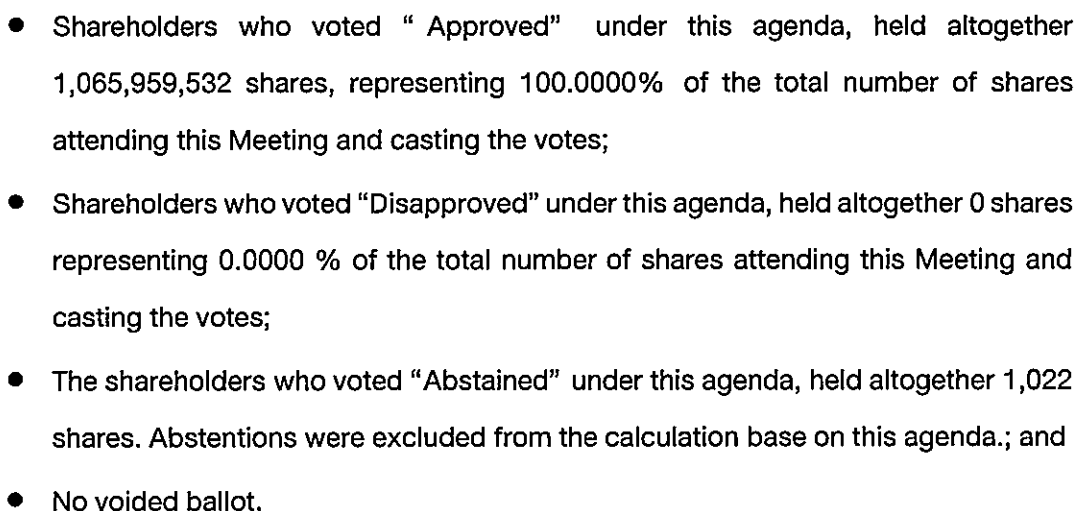 ● Shareholders who voted “ Approved” under this agenda, held altogether
1,065,959,532 shares, representing 100.0000% of the total number of shares
attending this Meeting and casting the votes;
● Shareholders who voted “Disapproved” under this agenda, held altogether 0 shares
representing 0.0000 % of the total number of shares attending this Meeting and
casting the votes;
● The shareholders who voted “Abstained” under this agenda, held altogether 1,022
shares. Abstentions were excluded from the calculation base on this agenda.; and
● No voided ballot.